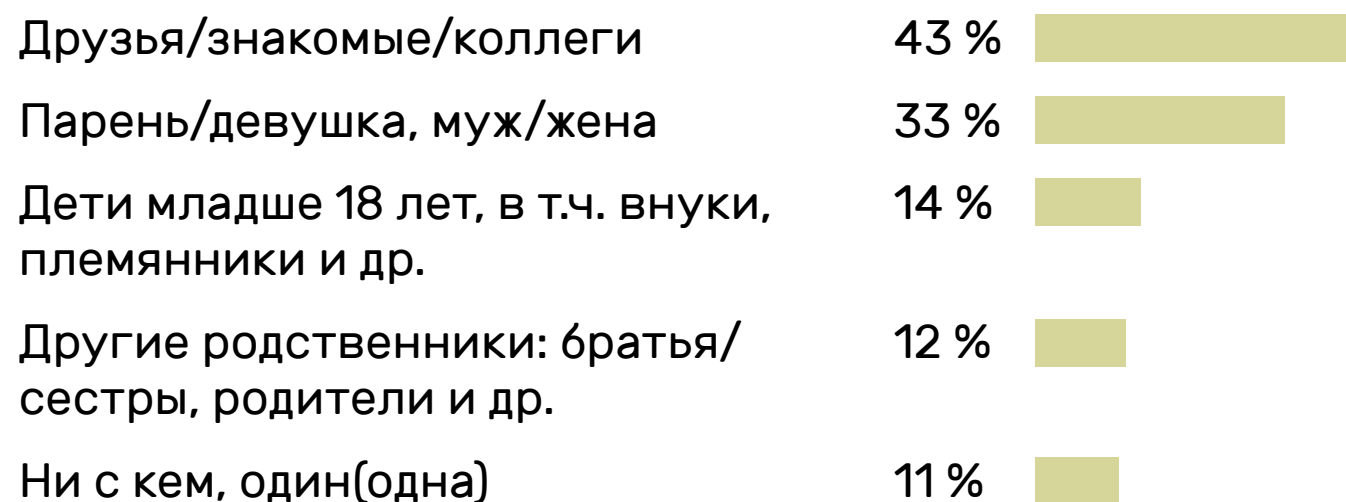 Друзья/знакомые/коллеги 43 %
Парень/девушка, муж/жена 33 %
Дети младше 18 лет, в т.ч. внуки, 14 %
племянники и др.
Другие родственники: братья/ 12 %
сестры, родители и др.
Ни с кем, один(одна) 11 %